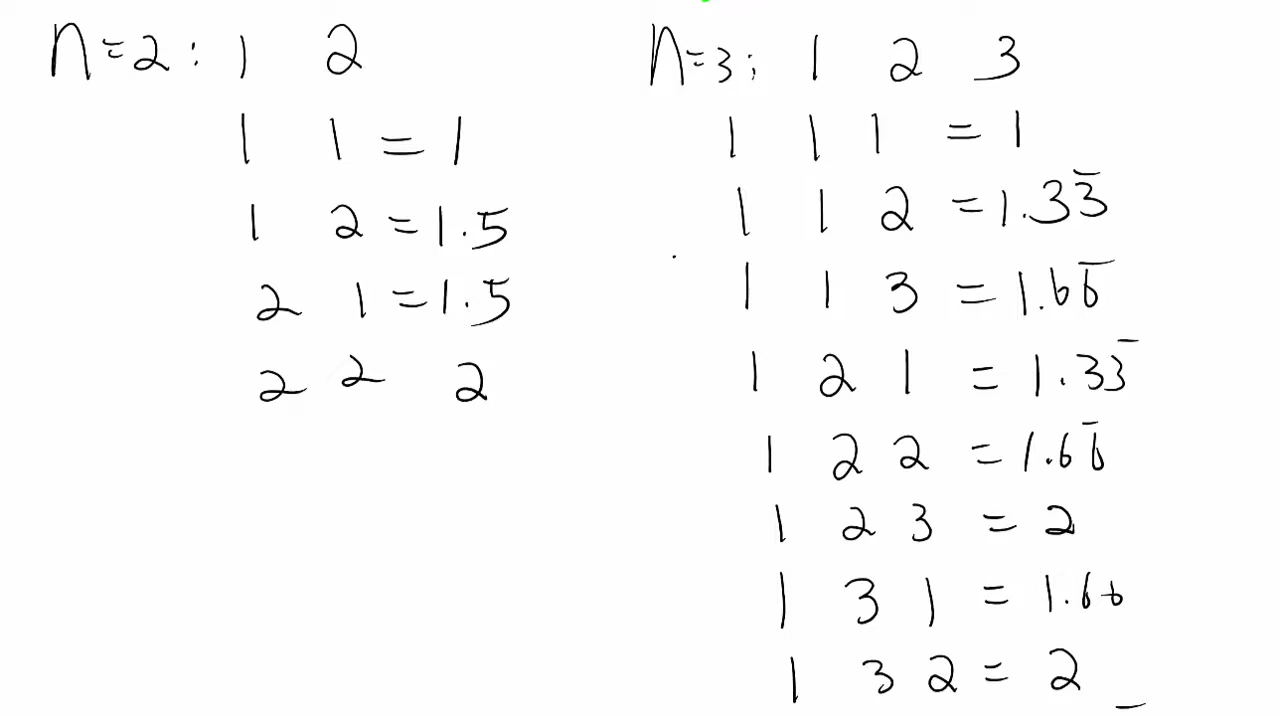 n=2: 1 2
1 1 = 1
1 2 = 1.5
2 1 = 1.5
2 2 2
n=3: 1 2 3
1 1 1 = 1
1 1 2 = 1.33̅
1 1 3 = 1.66̅
1 2 1 = 1.33̅
1 2 2 = 1.66̅
1 2 3 = 2
1 3 1 = 1.66
1 3 2 = 2